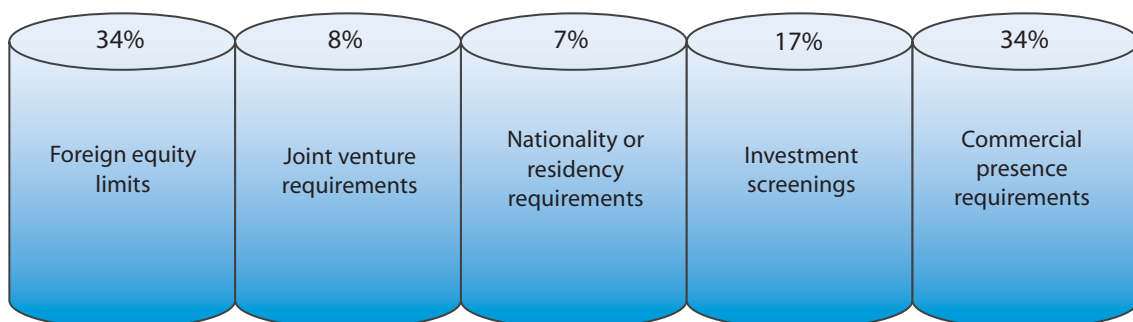 34%
8%
7%
17%
34%
Foreign equity
limits
Joint venture
requirements
Nationality or
residency
requirements
Investment
screenings
Commercial
presence
requirements